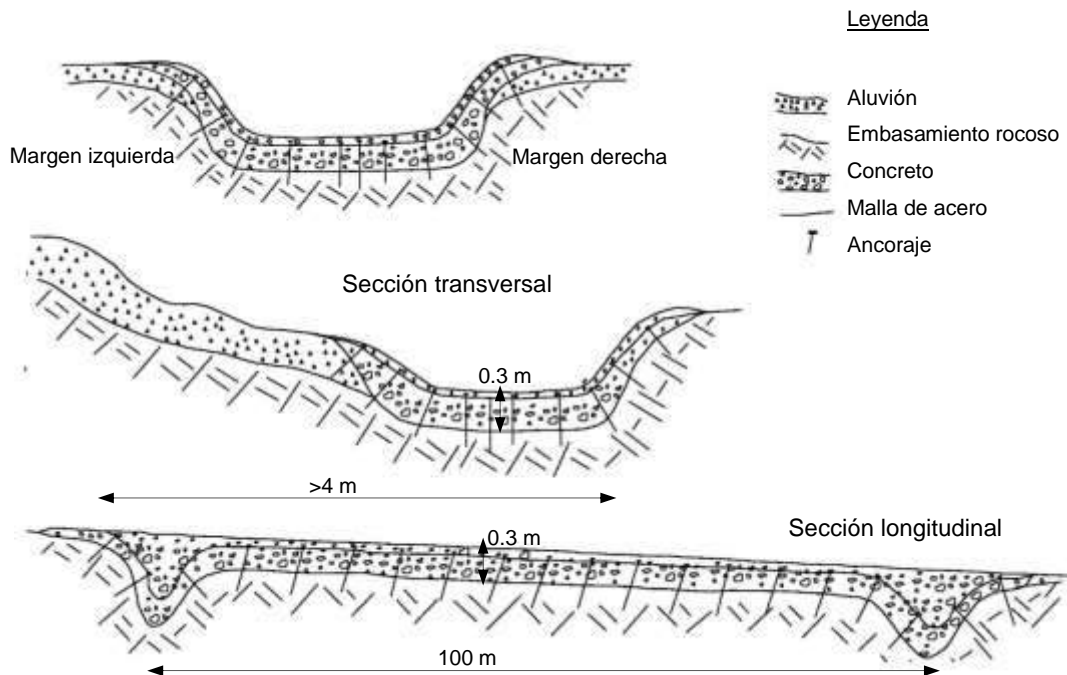 Leyenda
Aluvión
Embasamiento rocoso
Concreto
Malla de acero
Ancoraje
Margen izquierda
Margen derecha
Sección transversal
0.3 m
>4 m
Sección longitudinal
0.3 m
100 m